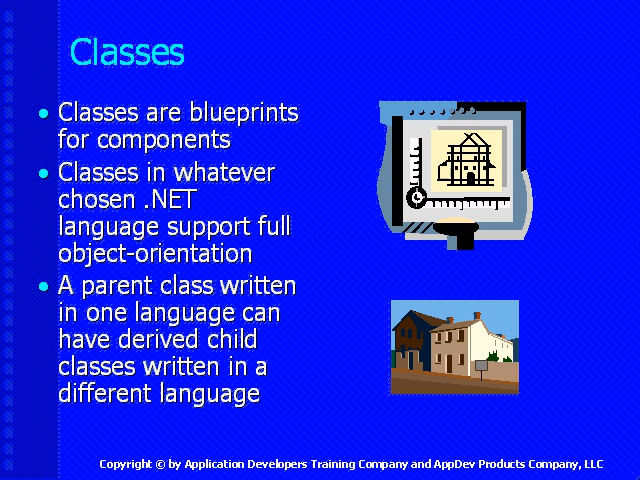 Classes
• Classes are blueprints
for components
• Classes in whatever
chosen .NET
language support full
object-orientation
• A parent class written
in one language can
have derived child
classes written in a
different language
Copyright © by Application Developers Training Company and AppDev Products Company, LLC